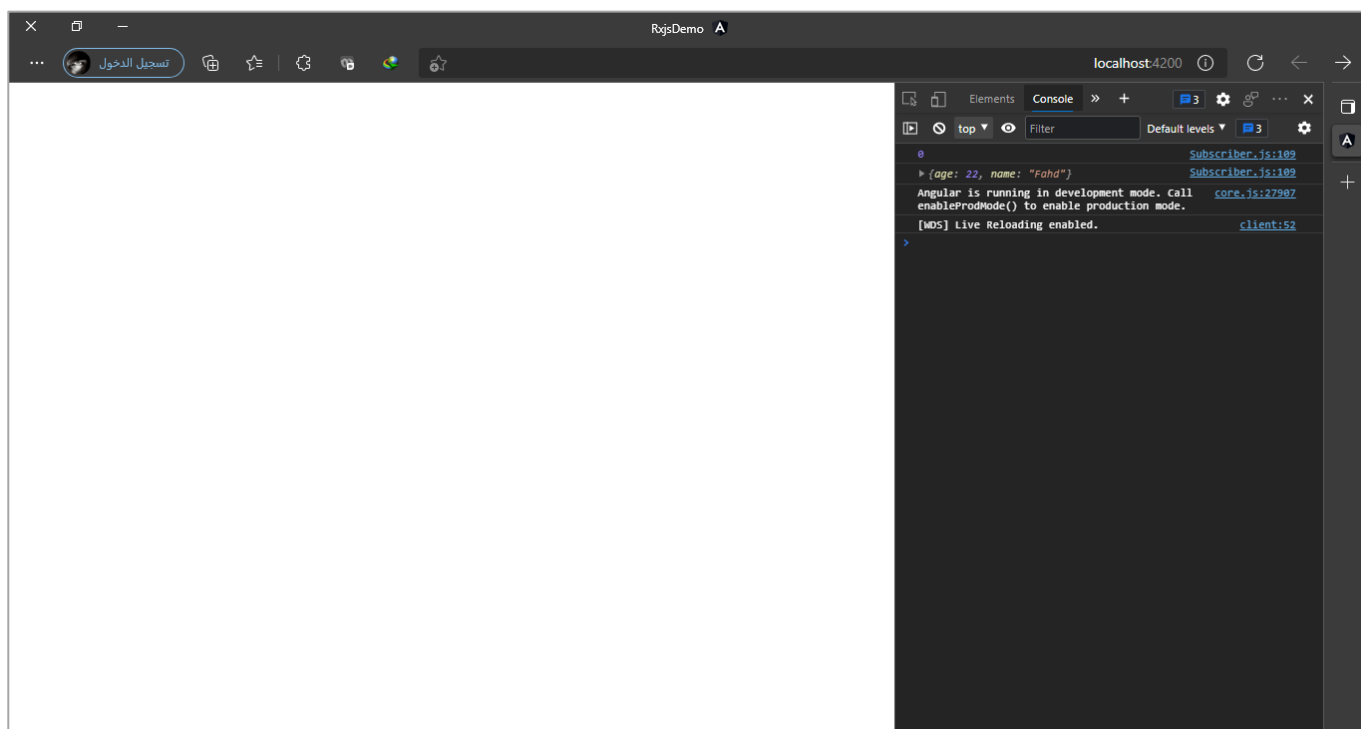 RxjsDemo
تسجيل الدخول
localhost:4200
Elements Console 3
top Filter Default levels 3
0 Subscriber.js:109
{age: 22, name: "Fahd"} Subscriber.js:109
Angular is running in development mode. Call core.js:27907
enableProdMode() to enable production mode.
[WDS] Live Reloading enabled. client:52